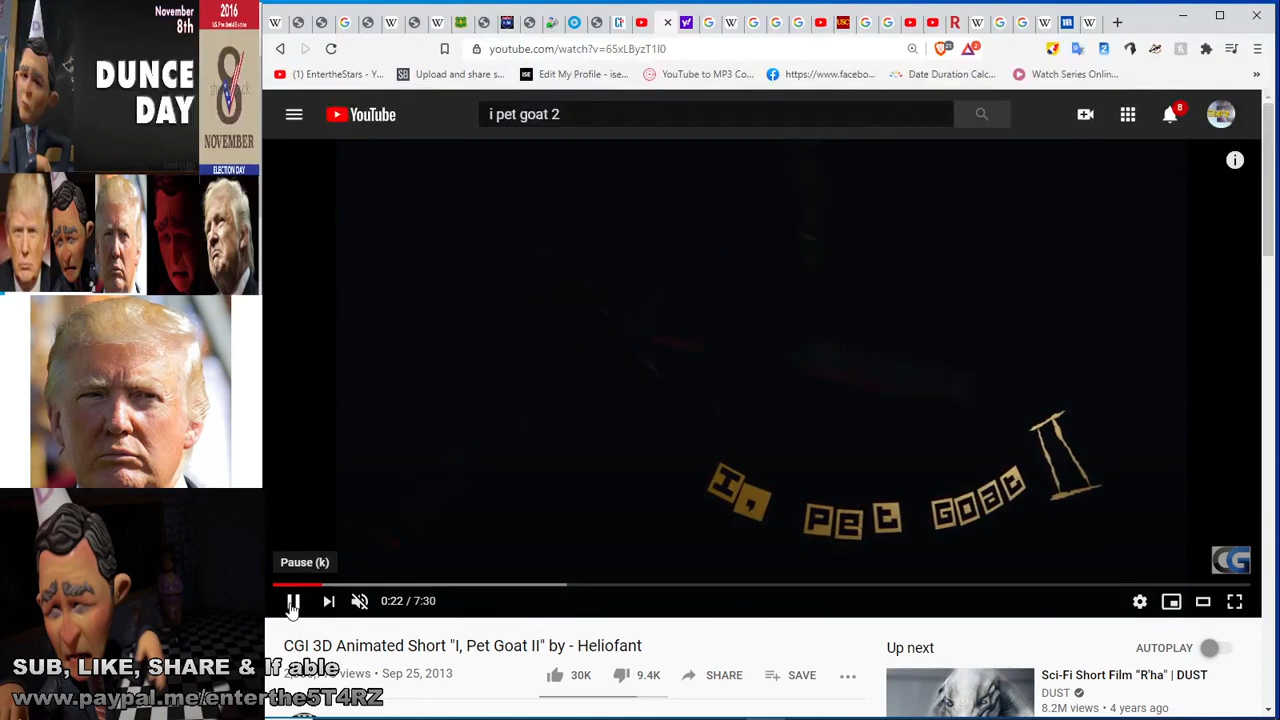 November
8th
DUNCE
DAY
2016
8
NOVEMBER
ELECTION DAY
youtube.com/watch?v=65xLByzT1I0
EntertheStars - Y...
Upload and share s...
Edit My Profile - ise...
YouTube to MP3 Co...
https://www.facebo...
Date Duration Calc...
Watch Series Online...
YouTube
i pet goat 2
8
I, Pet Goat II
CG
Pause (k)
0:22 / 7:30
CGI 3D Animated Short "I, Pet Goat II" by - Heliofant
views • Sep 25, 2013
30K
9.4K
SHARE
SAVE
Up next
AUTOPLAY
Sci-Fi Short Film "R'ha" | DUST
DUST
8.2M views • 4 years ago
SUB, LIKE, SHARE & If able
www.paypal.me/enterthe5T4RZ